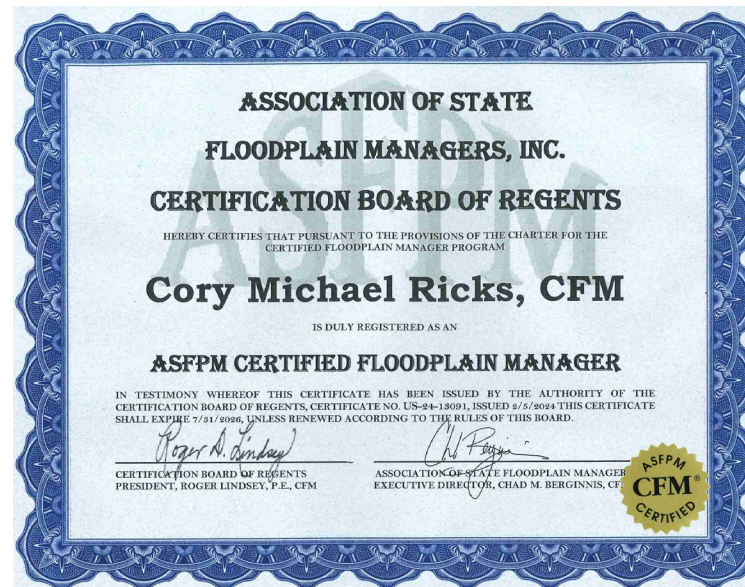 ASSOCIATION OF STATE
FLOODPLAIN MANAGERS, INC.
CERTIFICATION BOARD OF REGENTS
HEREBY CERTIFIES THAT PURSUANT TO THE PROVISIONS OF THE CHARTER FOR THE
CERTIFIED FLOODPLAIN MANAGER PROGRAM
Cory Michael Ricks, CFM
IS DULY REGISTERED AS AN
ASFPM CERTIFIED FLOODPLAIN MANAGER
IN TESTIMONY WHEREOF THIS CERTIFICATE HAS BEEN ISSUED BY THE AUTHORITY OF THE
CERTIFICATION BOARD OF REGENTS, CERTIFICATE NO. US-24-13091, ISSUED 2/5/2024 THIS CERTIFICATE
SHALL EXPIRE 7/31/2026, UNLESS RENEWED ACCORDING TO THE RULES OF THIS BOARD.
Roger D. Lindsey
CERTIFICATION BOARD OF REGENTS
PRESIDENT, ROGER LINDSEY, P.E., CFM
ASSOCIATION OF STATE FLOODPLAIN MANAGER
EXECUTIVE DIRECTOR, CHAD M. BERGINNIS, CF
ASFPM
CFM®
CERTIFIED
ASFPM